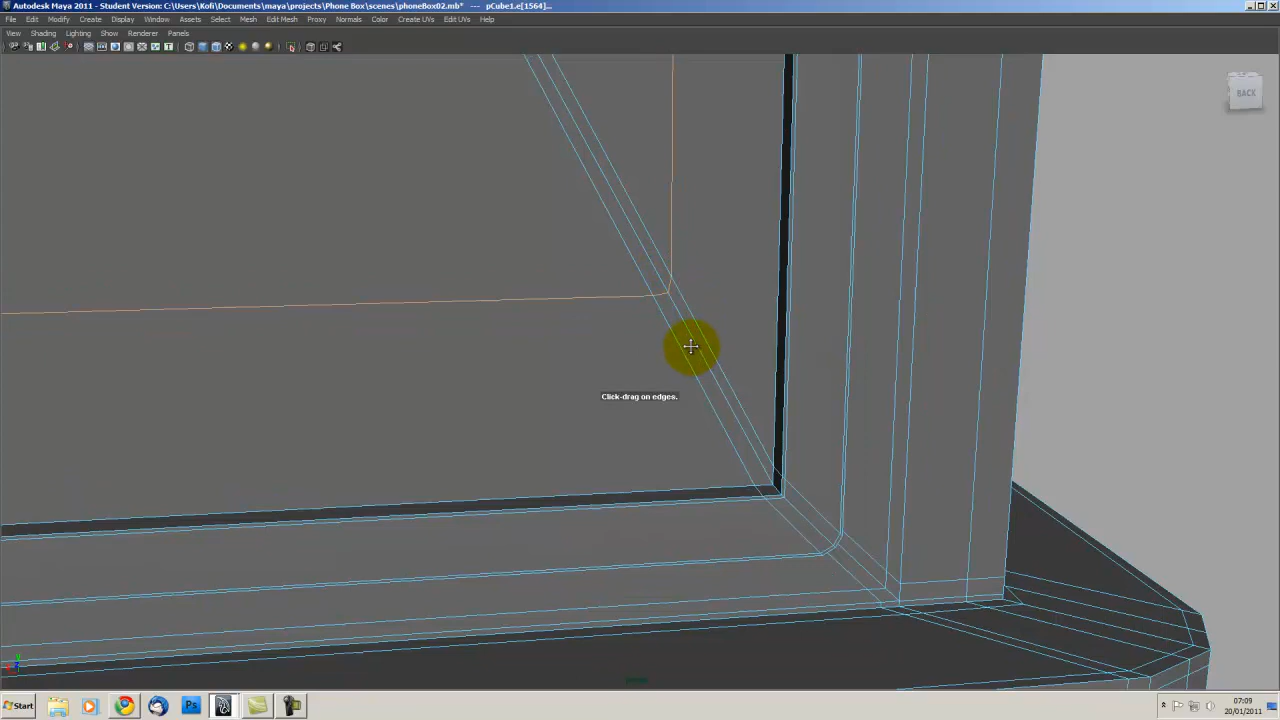 Autodesk Maya 2011 - Student Version: C:\Users\Koli\Documents\maya\projects\Phone Box\scenes\phoneBox02.mb* --- pCube1.e[1564]...
File Edit Modify Create Display Window Assets Select Mesh Edit Mesh Proxy Normals Color Create UVs Edit UVs Help
View Shading Lighting Show Renderer Panels
BACK
Click-drag on edges.
Start
Ps
07:09
20/01/2011